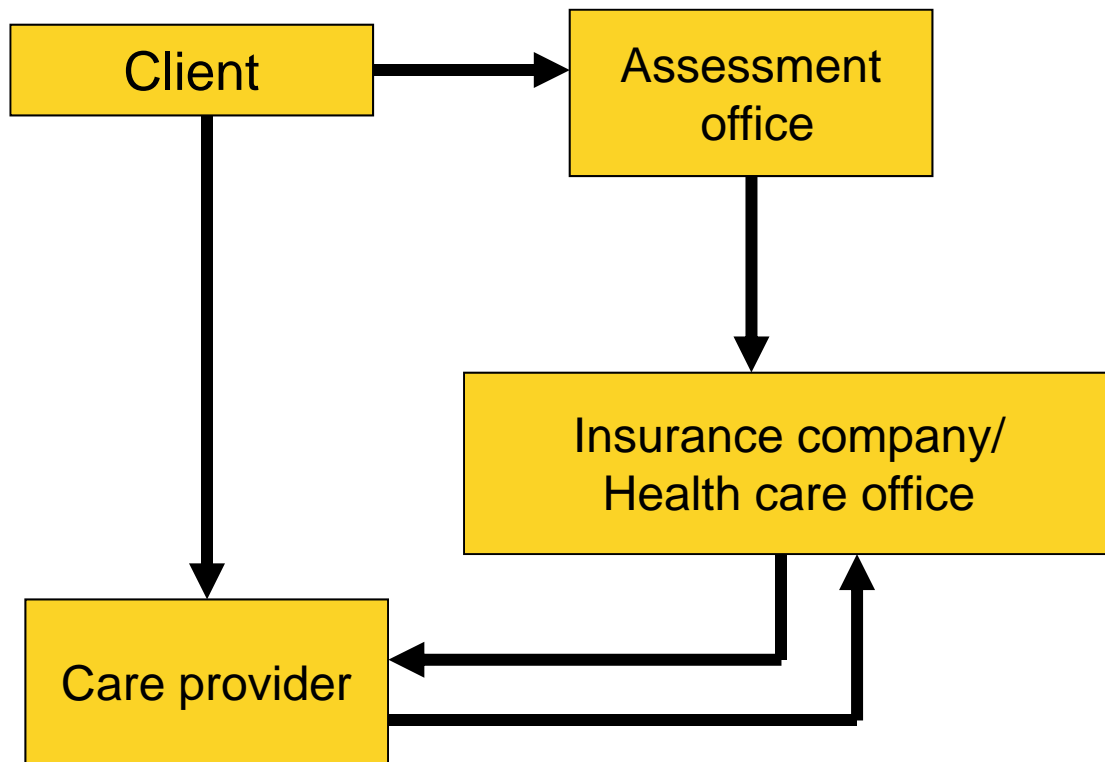 Client
Assessment
office
Insurance company/
Health care office
Care provider